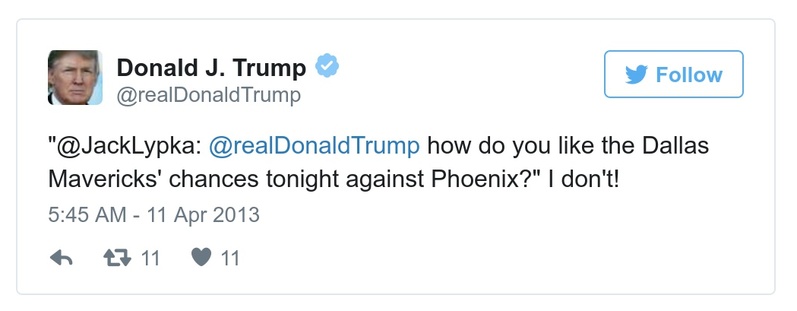 Donald J. Trump
@realDonaldTrump
Follow
"@JackLypka: @realDonaldTrump how do you like the Dallas
Mavericks' chances tonight against Phoenix?" I don't!
5:45 AM - 11 Apr 2013
11 11